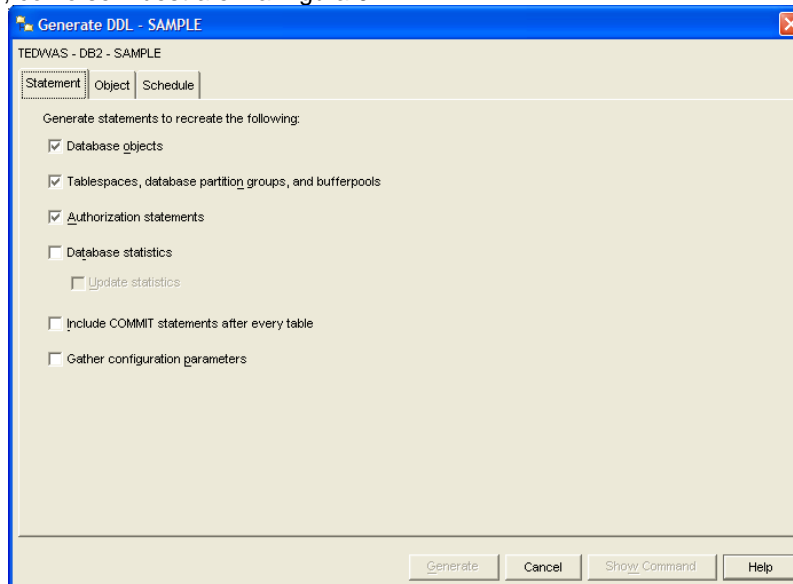 Generate DDL - SAMPLE
TEDWAS - DB2 - SAMPLE
Statement Object Schedule
Generate statements to recreate the following:
Database objects
Tablespaces, database partition groups, and bufferpools
Authorization statements
Database statistics
Update statistics
Include COMMIT statements after every table
Gather configuration parameters
Generate Cancel Show Command Help